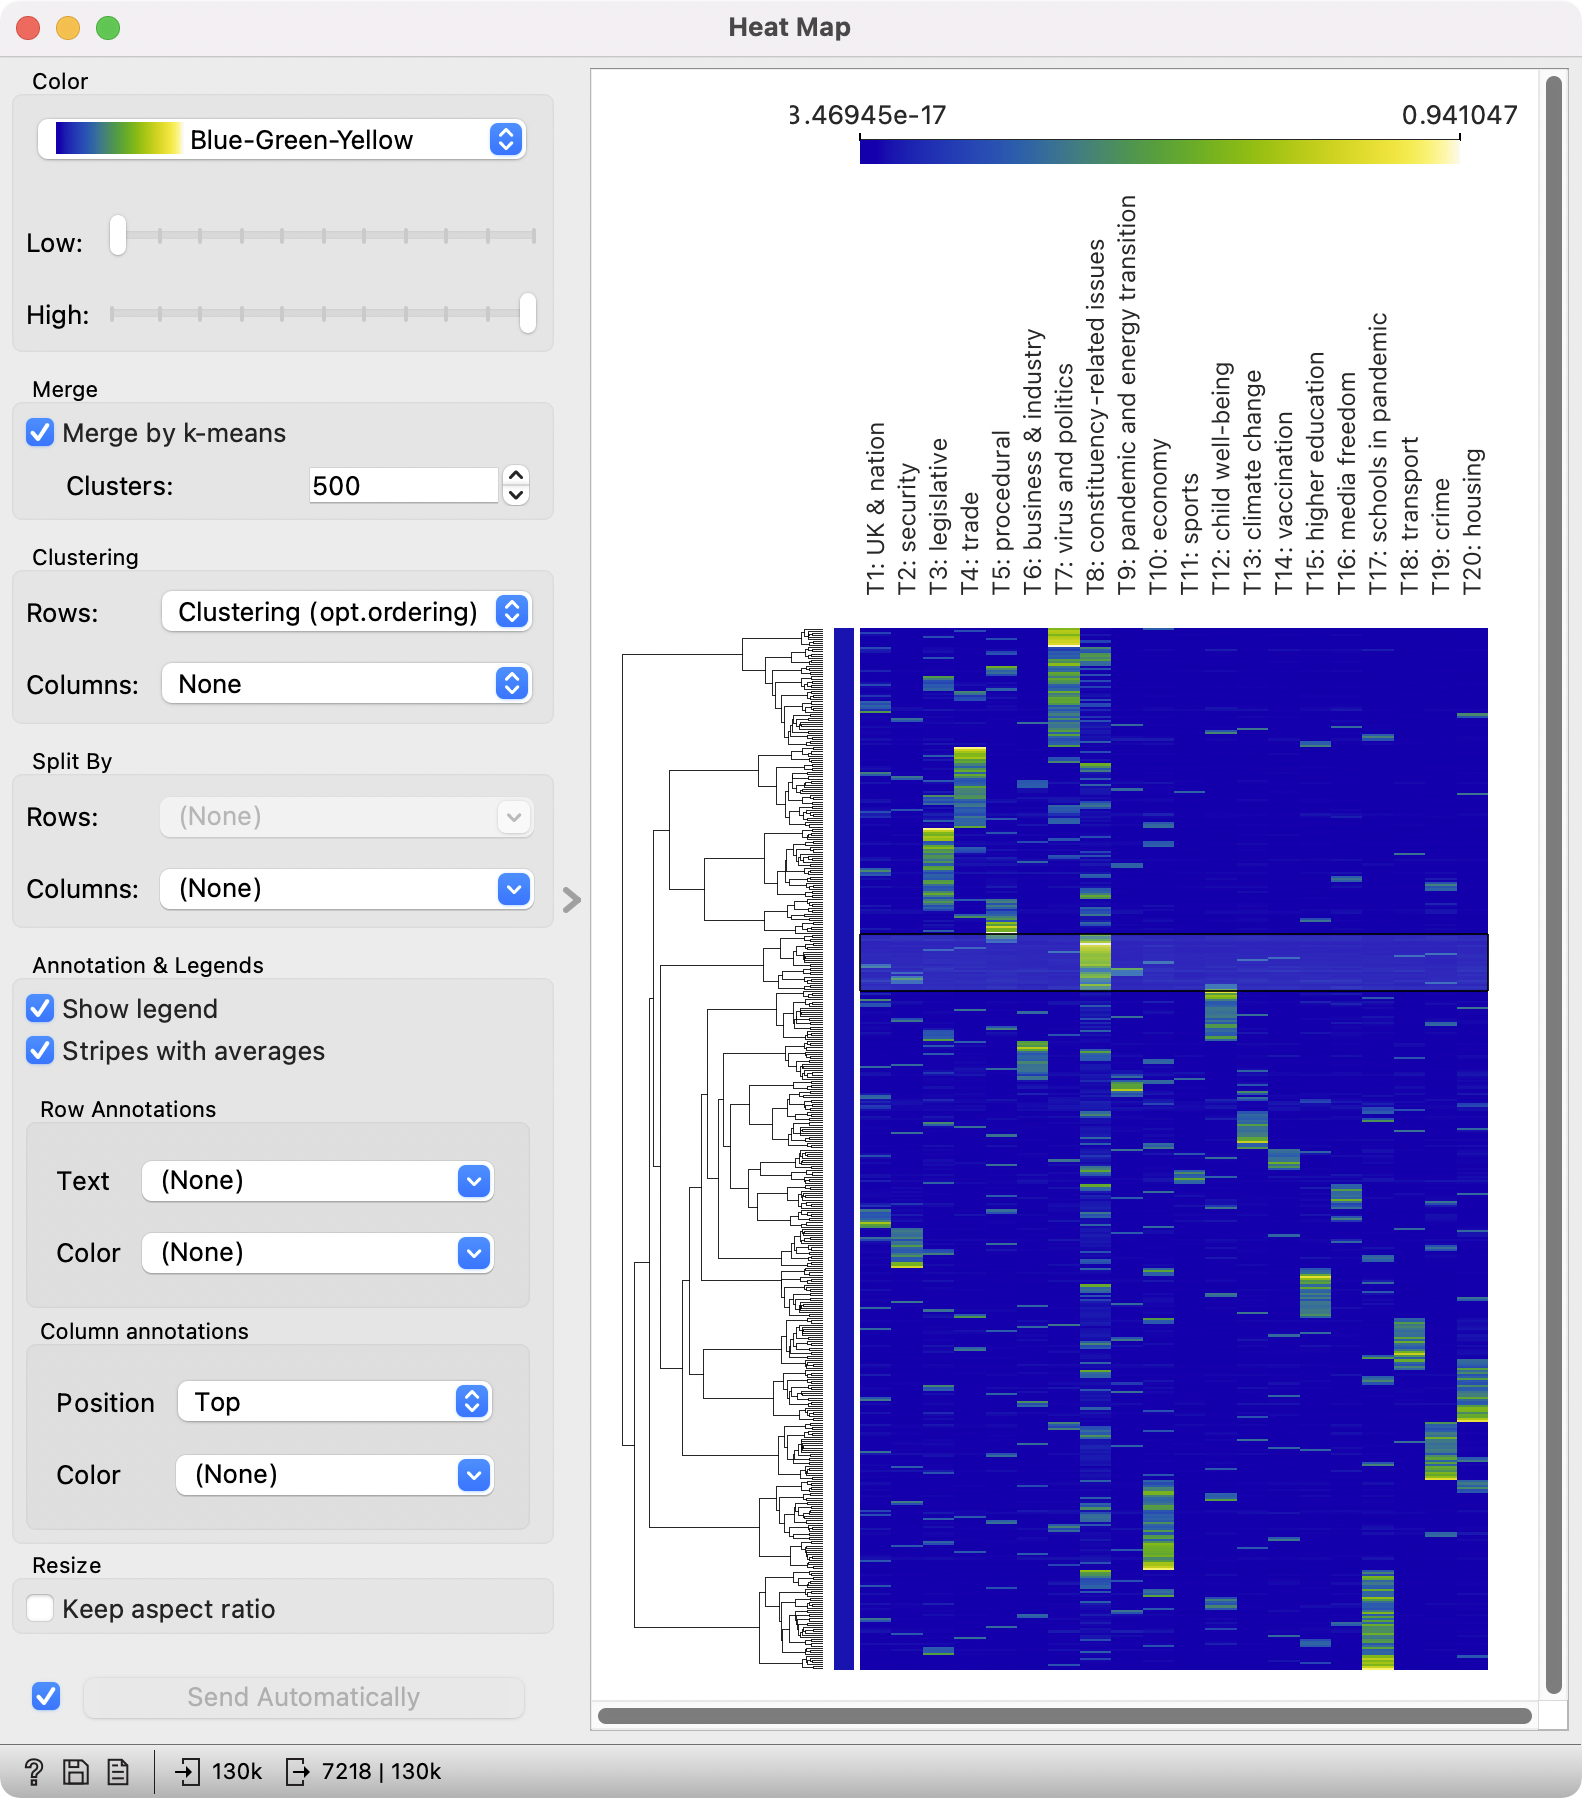 Heat Map
Color
Blue-Green-Yellow
Low:
High:
Merge
Merge by k-means
Clusters: 500
Clustering
Rows: Clustering (opt.ordering)
Columns: None
Split By
Rows: (None)
Columns: (None)
Annotation & Legends
Show legend
Stripes with averages
Row Annotations
Text (None)
Color (None)
Column annotations
Position Top
Color (None)
Resize
Keep aspect ratio
Send Automatically
? 130k 7218 | 130k
3.46945e-17 0.941047
T1: UK & nation
T2: security
T3: legislative
T4: trade
T5: procedural
T6: business & industry
T7: virus and politics
T8: constituency-related issues
T9: pandemic and energy transition
T10: economy
T11: sports
T12: child well-being
T13: climate change
T14: vaccination
T15: higher education
T16: media freedom
T17: schools in pandemic
T18: transport
T19: crime
T20: housing